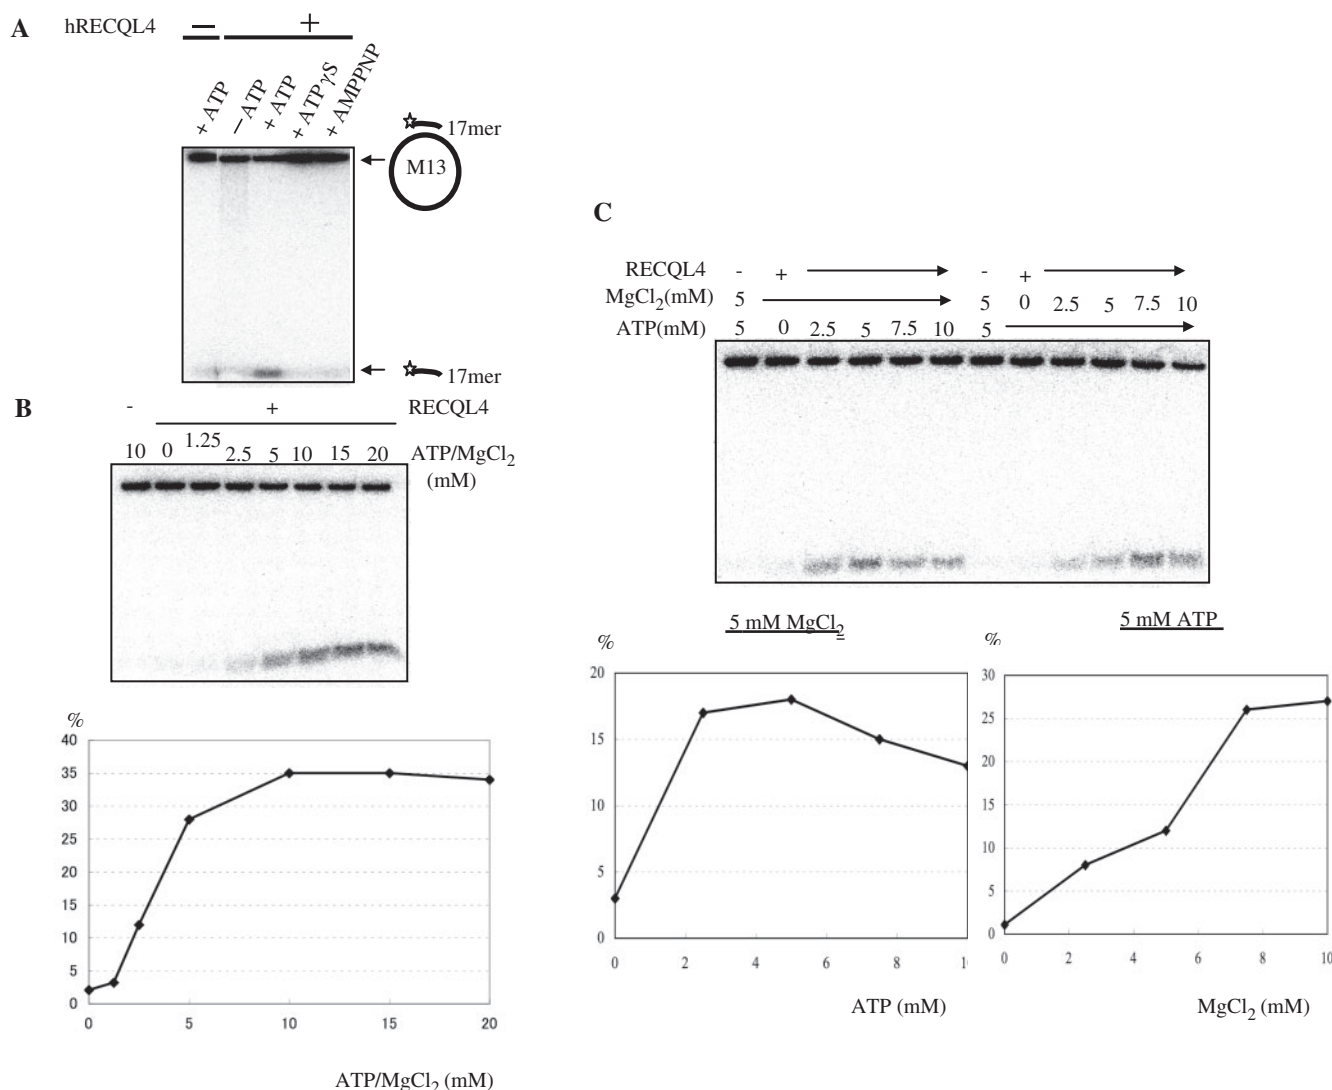 A
hRECQL4 − +
+ ATP − ATP + ATP + ATPγS + AMPPNP
17mer
M13
17mer
B
- + RECQL4
10 0 1.25 2.5 5 10 15 20 ATP/MgCl2
(mM)
%
40
35
30
25
20
15
10
5
0
0 5 10 15 20
ATP/MgCl2 (mM)
C
RECQL4 - + - +
MgCl2(mM) 5 5 0 2.5 5 7.5 10
ATP(mM) 5 0 2.5 5 7.5 10 5
5 mM MgCl2
%
20
15
10
5
0
0 2 4 6 8 10
ATP (mM)
5 mM ATP
%
30
25
20
15
10
5
0
0 2 4 6 8 10
MgCl2 (mM)